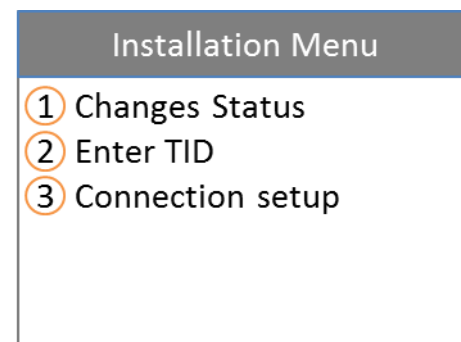 Installation Menu
1 Changes Status
2 Enter TID
3 Connection setup